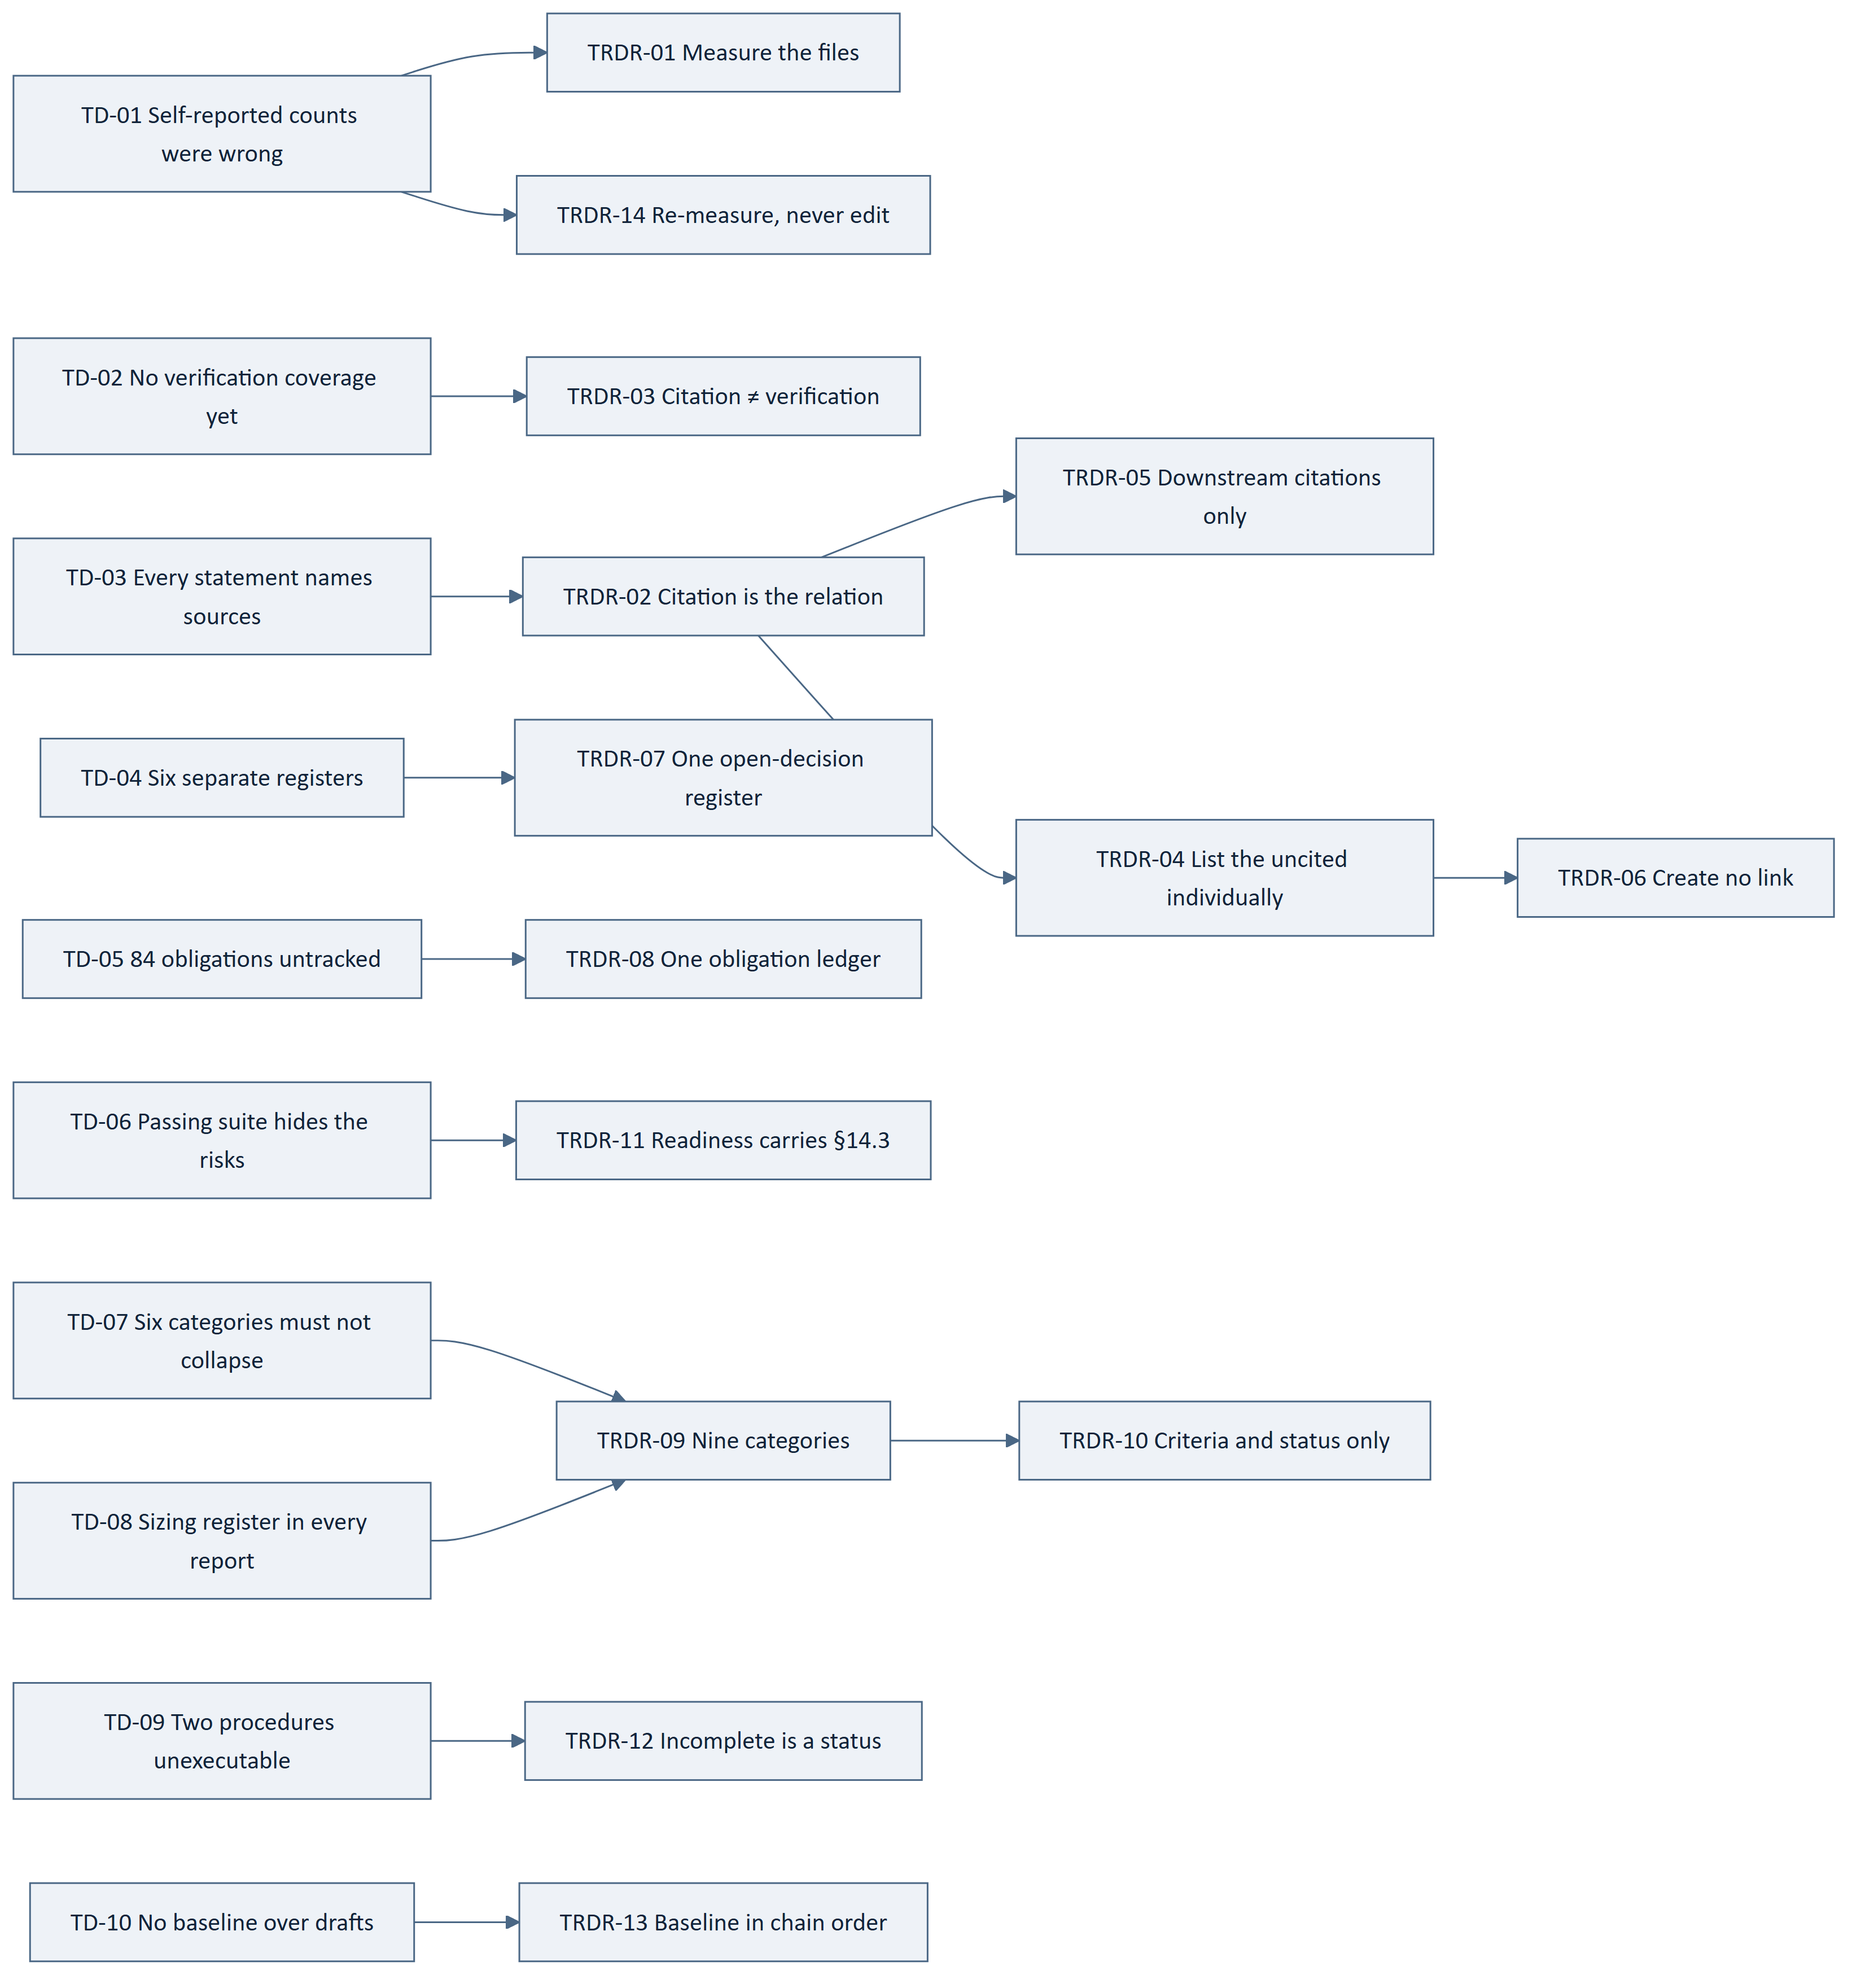 TRDR-01 Measure the files
TD-01 Self-reported counts
were wrong
TRDR-14 Re-measure, never edit
TD-02 No verification coverage
yet
TRDR-03 Citation ≠ verification
TRDR-05 Downstream citations
only
TD-03 Every statement names
sources
TRDR-02 Citation is the relation
TD-04 Six separate registers
TRDR-07 One open-decision
register
TRDR-04 List the uncited
individually
TRDR-06 Create no link
TD-05 84 obligations untracked
TRDR-08 One obligation ledger
TD-06 Passing suite hides the
risks
TRDR-11 Readiness carries §14.3
TD-07 Six categories must not
collapse
TRDR-09 Nine categories
TRDR-10 Criteria and status only
TD-08 Sizing register in every
report
TD-09 Two procedures
unexecutable
TRDR-12 Incomplete is a status
TD-10 No baseline over drafts
TRDR-13 Baseline in chain order